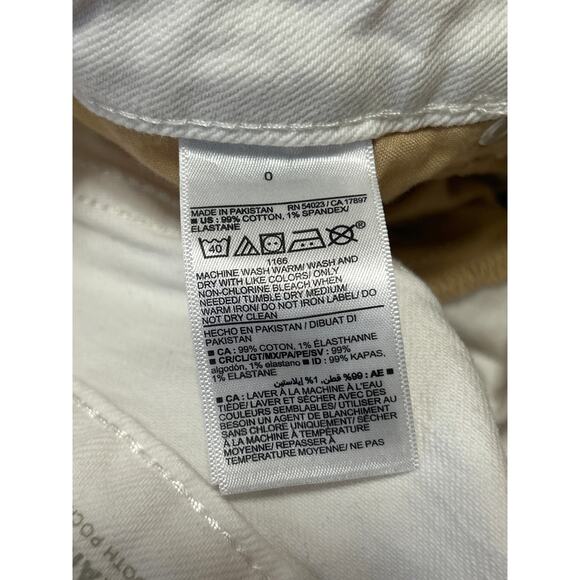 0
MADE IN PAKISTAN RN 54023 / CA 17897
■ US : 99% COTTON, 1% SPANDEX/
ELASTANE
40
1166
MACHINE WASH WARM/ WASH AND
DRY WITH LIKE COLORS/ ONLY
NON-CHLORINE BLEACH WHEN
NEEDED/ TUMBLE DRY MEDIUM/
WARM IRON/ DO NOT IRON LABEL/ DO
NOT DRY CLEAN
HECHO EN PAKISTAN / DIBUAT DI
PAKISTAN
■ CA : 99% COTON, 1% ÉLASTHANNE
■ CR/CL/GT/MX/PA/PE/SV : 99%
algodón, 1% elastano ■ ID : 99% KAPAS,
1% ELASTANE
■ AE : 99% قطن, 1% إيلاستين
■ CA : LAVER À LA MACHINE À L'EAU
TIÈDE/ LAVER ET SÉCHER AVEC DES
COULEURS SEMBLABLES/ AU
BESOIN UN AGENT DE BLANCHIMENT
SANS CHLORE UNIQUEMENT/ SÉCHER
À LA MACHINE À TEMPÉRATURE
MOYENNE/ REPASSER À
TEMPÉRATURE MOYENNE/ NE PAS